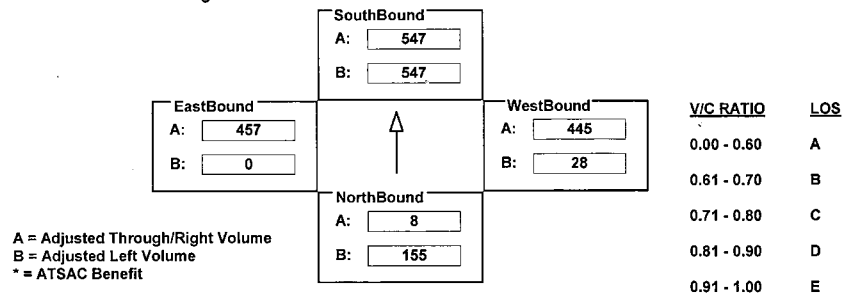 SouthBound
A: 547
B: 547
EastBound
A: 457
B: 0
WestBound
A: 445
B: 28
NorthBound
A: 8
B: 155
A = Adjusted Through/Right Volume
B = Adjusted Left Volume
* = ATSAC Benefit
V/C RATIO LOS
0.00 - 0.60 A
0.61 - 0.70 B
0.71 - 0.80 C
0.81 - 0.90 D
0.91 - 1.00 E